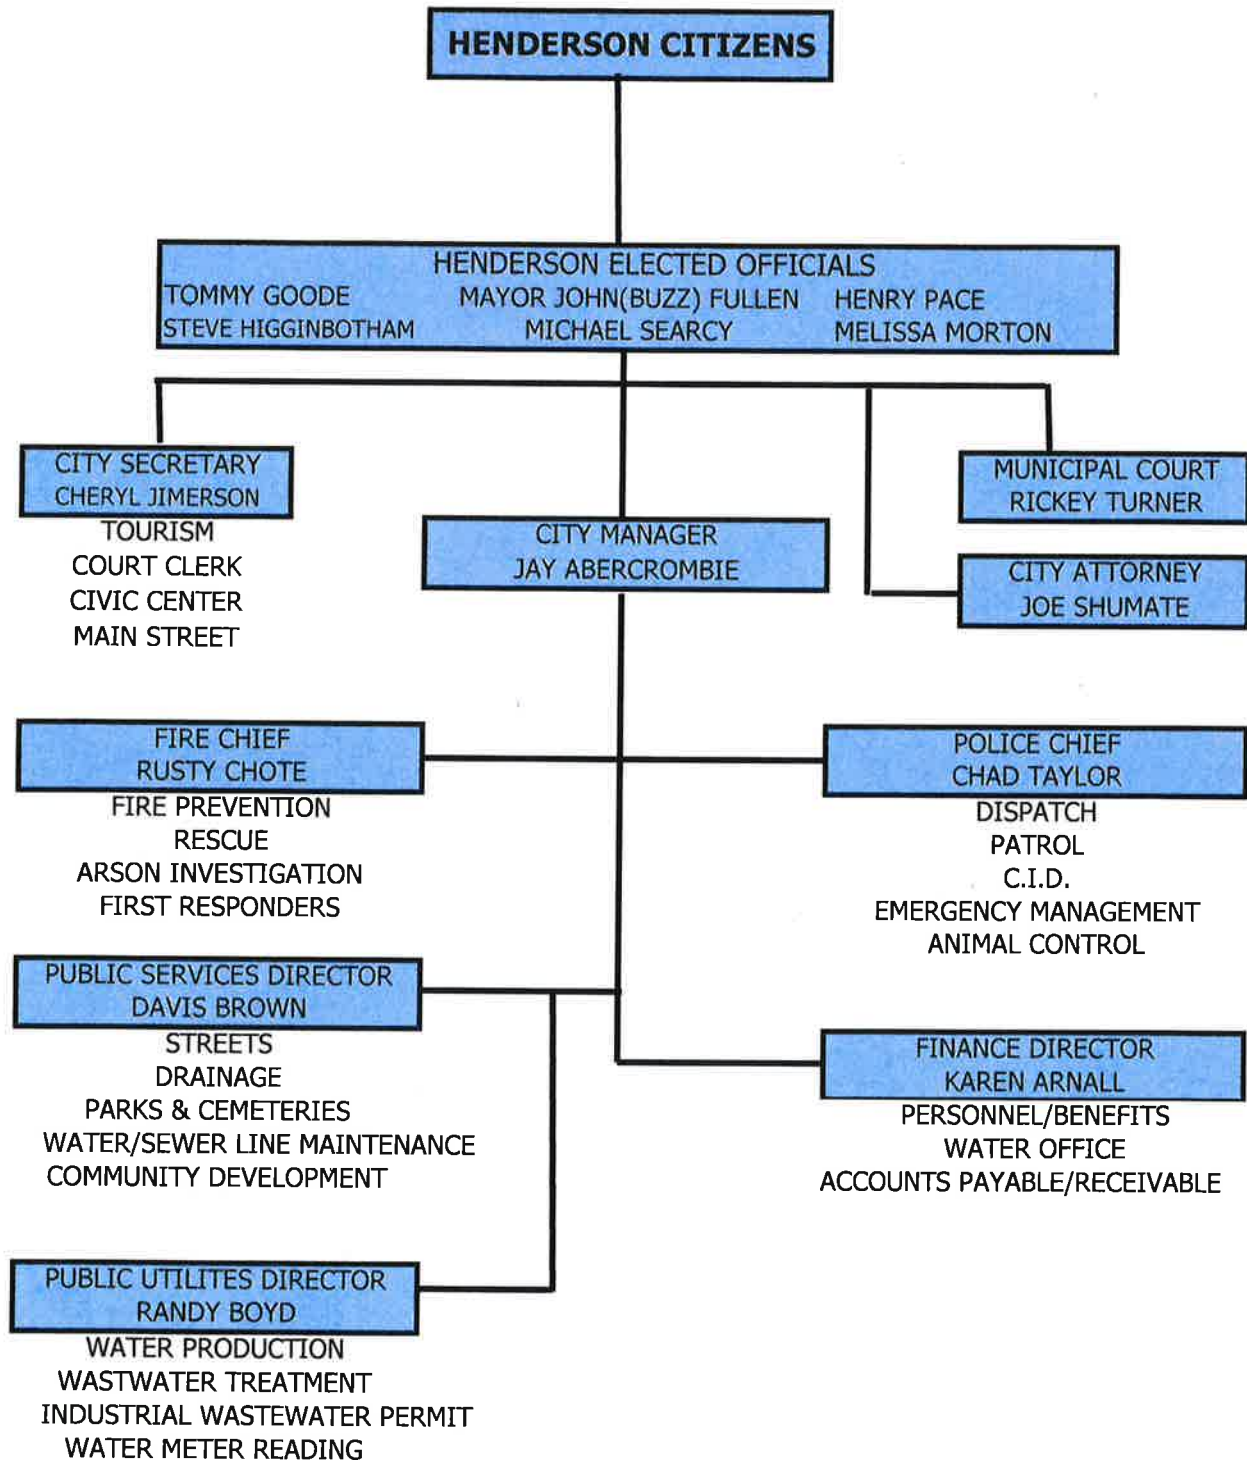 HENDERSON CITIZENS
HENDERSON ELECTED OFFICIALS
TOMMY GOODE MAYOR JOHN(BUZZ) FULLEN HENRY PACE
STEVE HIGGINBOTHAM MICHAEL SEARCY MELISSA MORTON
CITY SECRETARY
CHERYL JIMERSON
TOURISM
COURT CLERK
CIVIC CENTER
MAIN STREET
CITY MANAGER
JAY ABERCROMBIE
MUNICIPAL COURT
RICKEY TURNER
CITY ATTORNEY
JOE SHUMATE
FIRE CHIEF
RUSTY CHOTE
FIRE PREVENTION
RESCUE
ARSON INVESTIGATION
FIRST RESPONDERS
POLICE CHIEF
CHAD TAYLOR
DISPATCH
PATROL
C.I.D.
EMERGENCY MANAGEMENT
ANIMAL CONTROL
PUBLIC SERVICES DIRECTOR
DAVIS BROWN
STREETS
DRAINAGE
PARKS & CEMETERIES
WATER/SEWER LINE MAINTENANCE
COMMUNITY DEVELOPMENT
FINANCE DIRECTOR
KAREN ARNALL
PERSONNEL/BENEFITS
WATER OFFICE
ACCOUNTS PAYABLE/RECEIVABLE
PUBLIC UTILITES DIRECTOR
RANDY BOYD
WATER PRODUCTION
WASTWATER TREATMENT
INDUSTRIAL WASTEWATER PERMIT
WATER METER READING